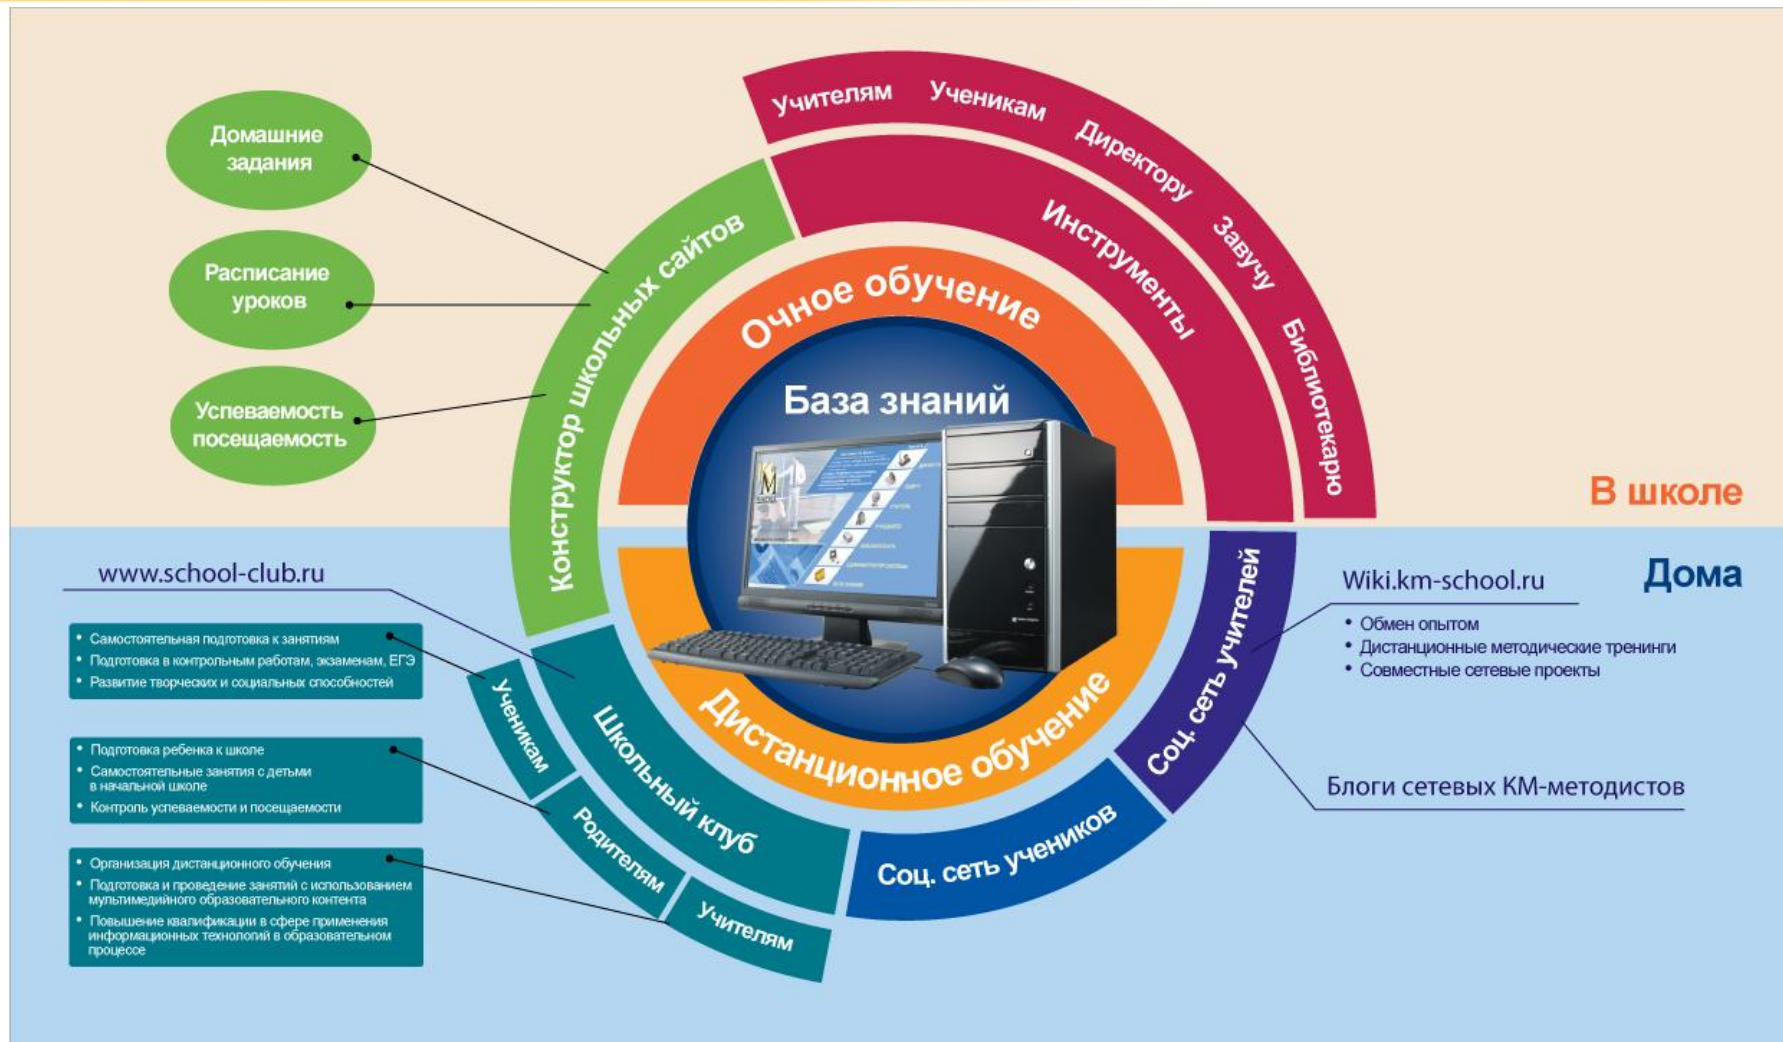 Учителям Ученикам Директору Завучу Библиотекарю
Инструменты
Домашние
задания
Расписание
уроков
Успеваемость
посещаемость
Конструктор школьных сайтов
Очное обучение
База знаний
КМ
В школе
Дома
www.school-club.ru
• Самостоятельная подготовка к занятиям
• Подготовка в контрольным работам, экзаменам, ЕГЭ
• Развитие творческих и социальных способностей
• Подготовка ребенка к школе
• Самостоятельные занятия с детьми
в начальной школе
• Контроль успеваемости и посещаемости
• Организация дистанционного обучения
• Подготовка и проведение занятий с использованием
мультимедийного образовательного контента
• Повышение квалификации в сфере применения
информационных технологий в образовательном
процессе
Ученикам
Родителям
Учителям
Школьный клуб
Дистанционное обучение
Соц. сеть учеников
Соц. сеть учителей
Wiki.km-school.ru
• Обмен опытом
• Дистанционные методические тренинги
• Совместные сетевые проекты
Блоги сетевых КМ-методистов